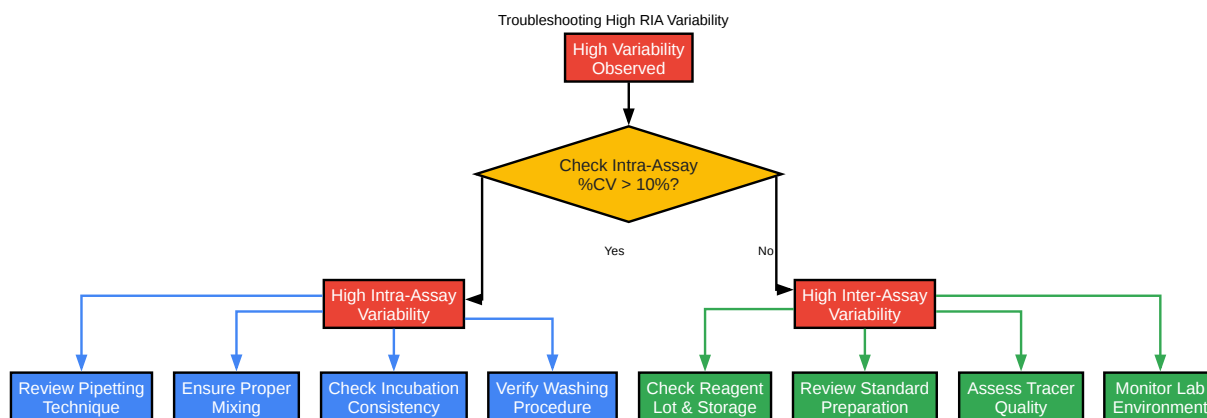 Troubleshooting High RIA Variability
High Variability
Observed
Check Intra-Assay
%CV > 10%?
Yes
No
High Intra-Assay
Variability
High Inter-Assay
Variability
Review Pipetting
Technique
Ensure Proper
Mixing
Check Incubation
Consistency
Verify Washing
Procedure
Check Reagent
Lot & Storage
Review Standard
Preparation
Assess Tracer
Quality
Monitor Lab
Environment